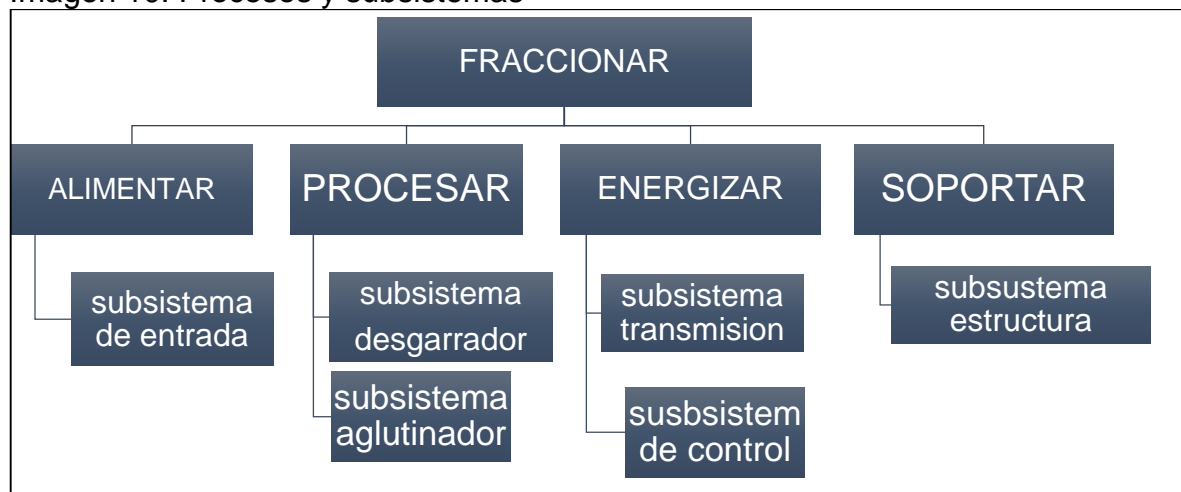 Imagen 10. Procesos y subsistemas
FRACCIONAR
ALIMENTAR
PROCESAR
ENERGIZAR
SOPORTAR
subsistema
de entrada
subsistema
desgarrador
subsistema
aglutinador
subsistema
transmision
susbsistem
de control
subsustema
estructura